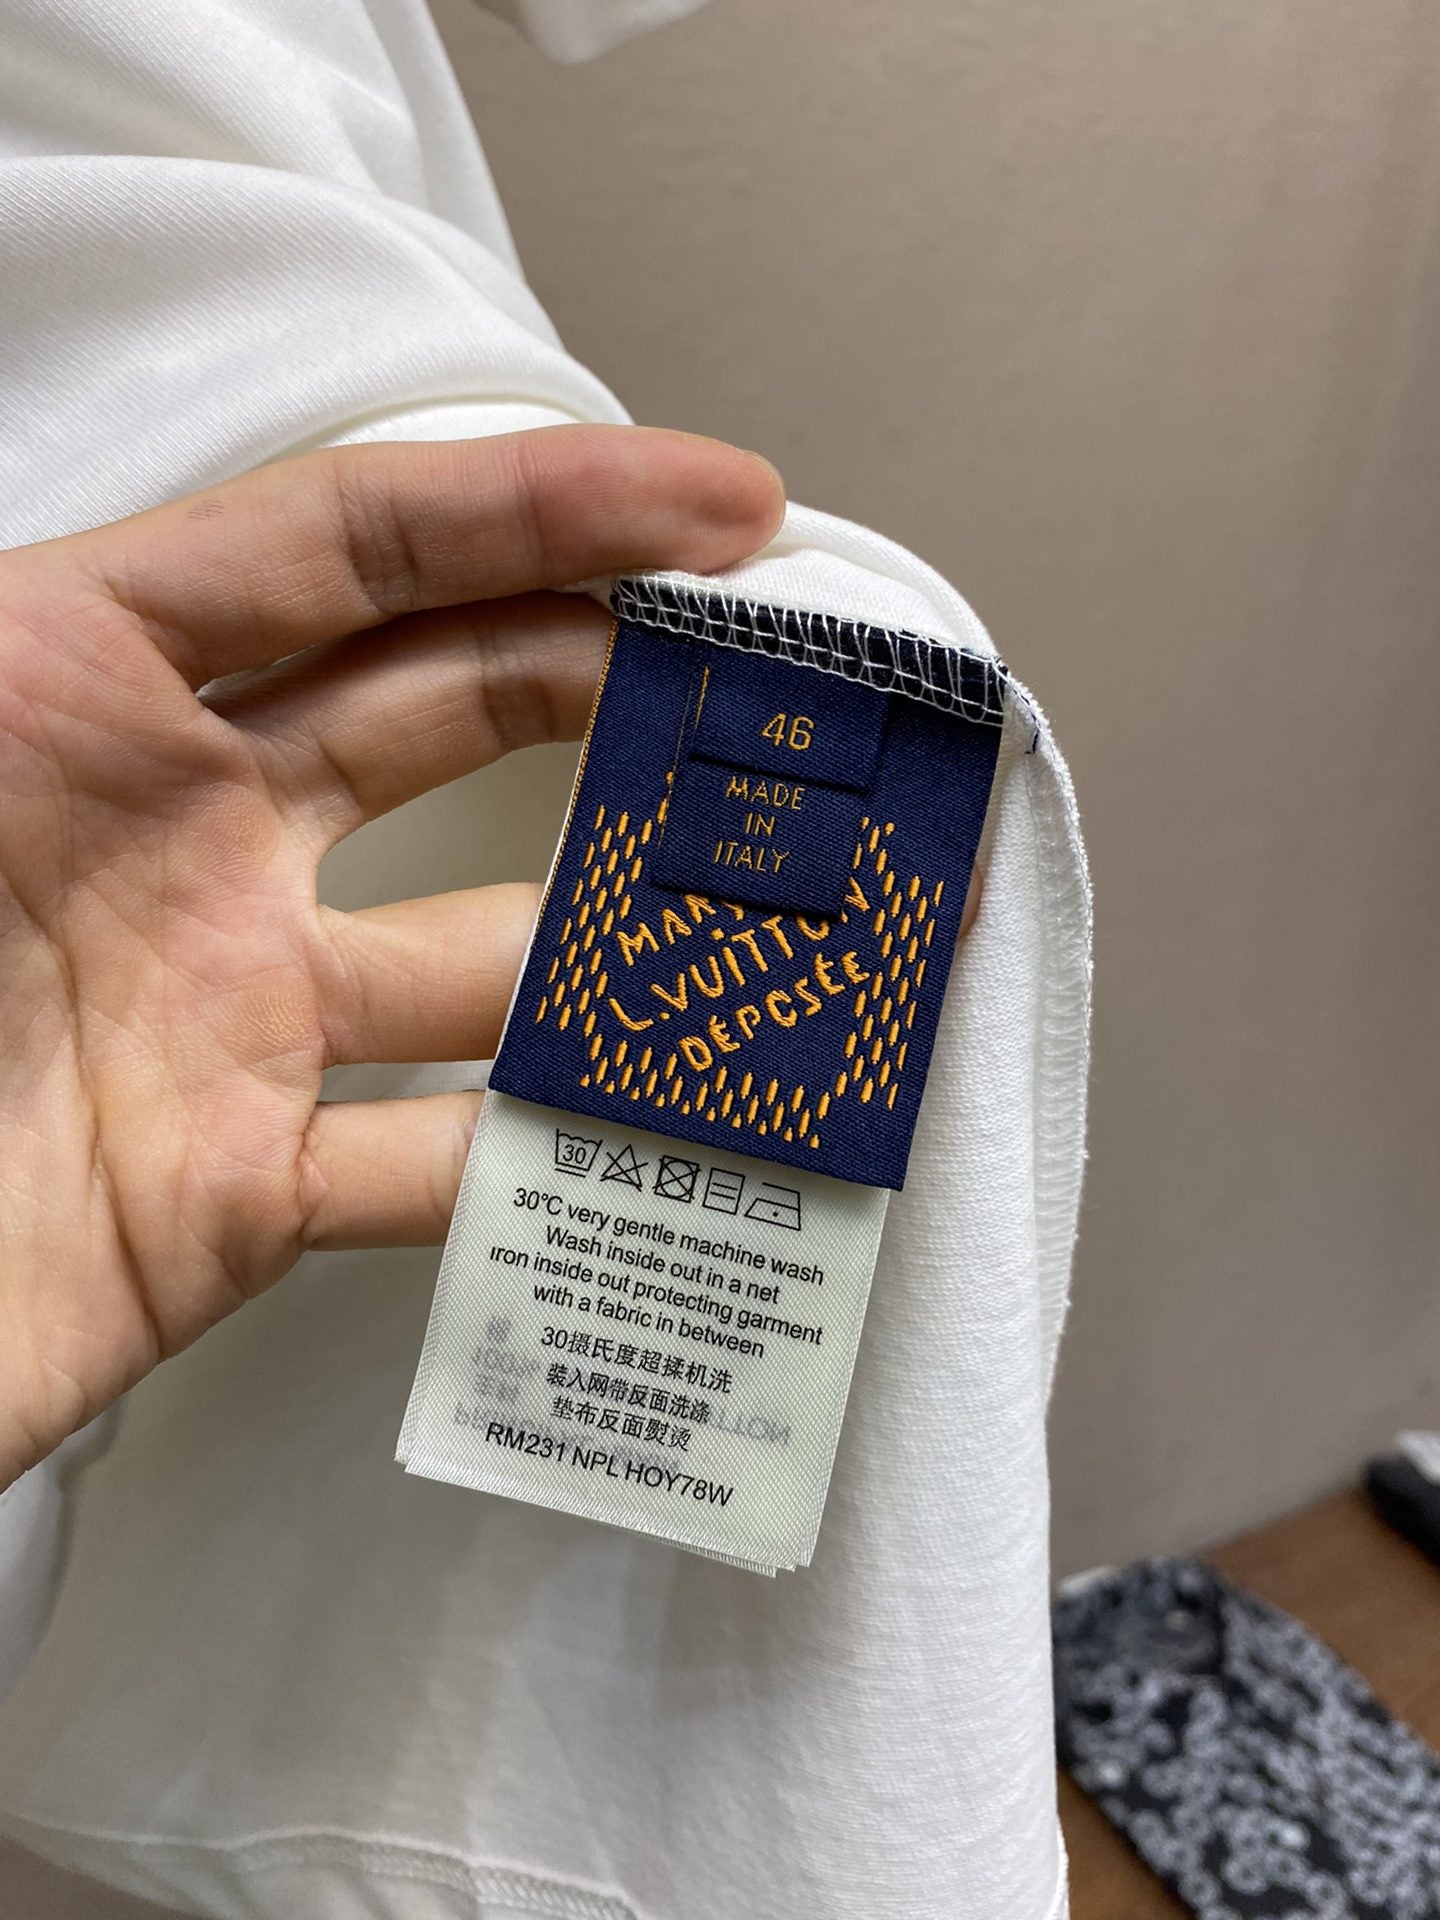 46
MADE
IN
ITALY
L.VUITTON
DÉPOSÉE
30
30°C very gentle machine wash
Wash inside out in a net
Iron inside out protecting garment
with a fabric in between
30摄氏度超揉机洗
装入网带反面洗涤
垫布反面熨烫
RM231 NPL HOY78W